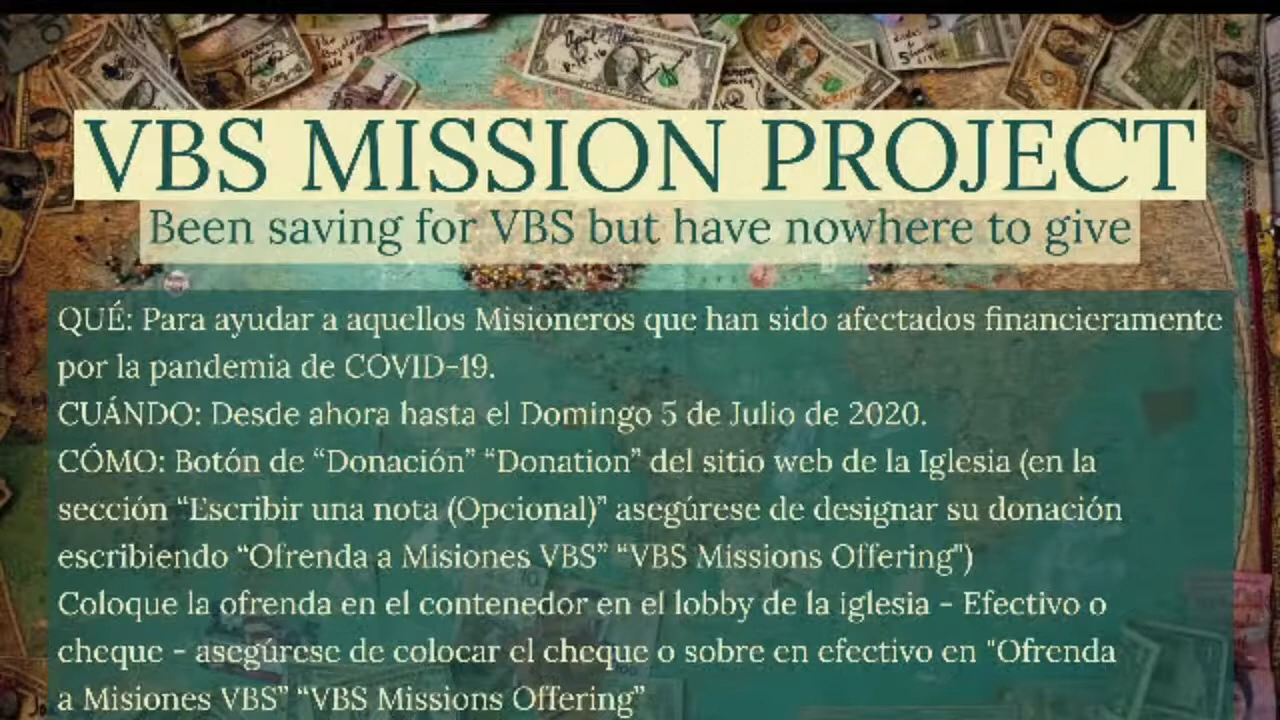 VBS MISSION PROJECT
Been saving for VBS but have nowhere to give
QUÉ: Para ayudar a aquellos Misioneros que han sido afectados financieramente
por la pandemia de COVID-19.
CUÁNDO: Desde ahora hasta el Domingo 5 de Julio de 2020.
CÓMO: Botón de “Donación” “Donation” del sitio web de la Iglesia (en la
sección “Escribir una nota (Opcional)” asegúrese de designar su donación
escribiendo “Ofrenda a Misiones VBS” “VBS Missions Offering")
Coloque la ofrenda en el contenedor en el lobby de la iglesia - Efectivo o
cheque - asegúrese de colocar el cheque o sobre en efectivo en "Ofrenda
a Misiones VBS” “VBS Missions Offering”